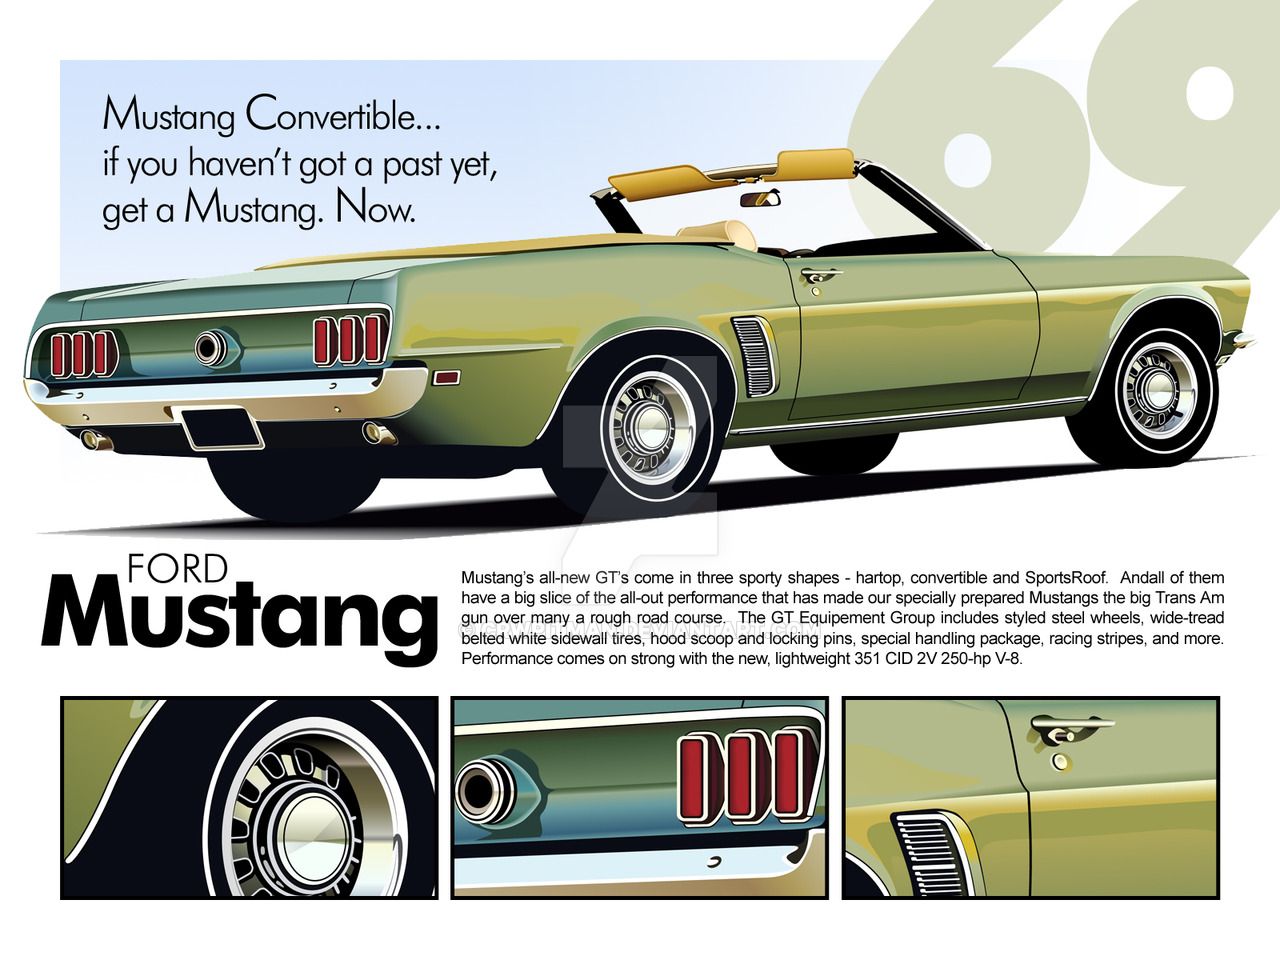 69
Mustang Convertible...
if you haven't got a past yet,
get a Mustang. Now.
FORD
Mustang
Mustang's all-new GT's come in three sporty shapes - hartop, convertible and SportsRoof. Andall of them
have a big slice of the all-out performance that has made our specially prepared Mustangs the big Trans Am
gun over many a rough road course. The GT Equipement Group includes styled steel wheels, wide-tread
belted white sidewall tires, hood scoop and locking pins, special handling package, racing stripes, and more.
Performance comes on strong with the new, lightweight 351 CID 2V 250-hp V-8.